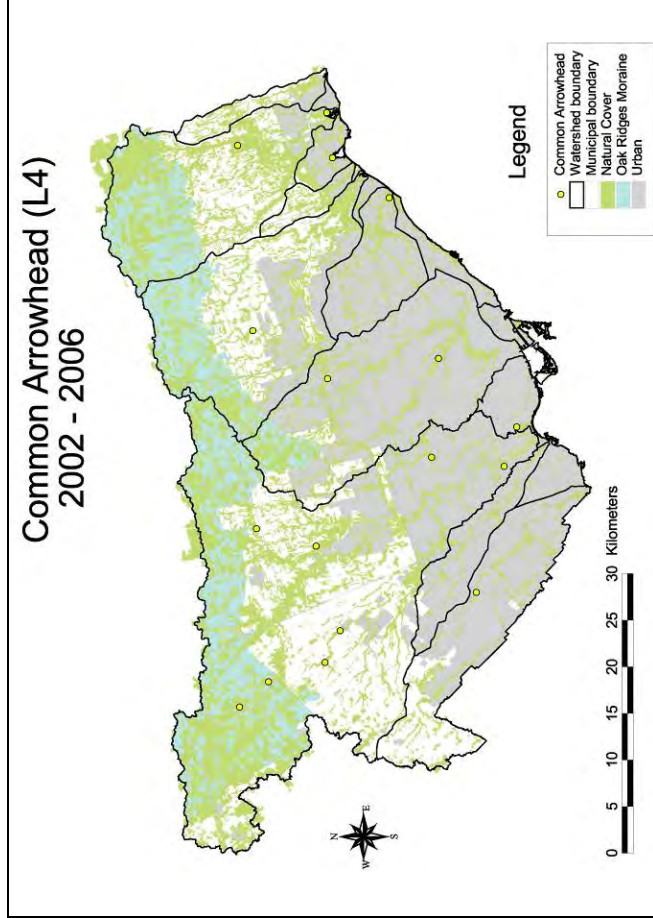 Common Arrowhead (L4)
2002 - 2006
Legend
Common Arrowhead
Watershed boundary
Municipal boundary
Natural Cover
Oak Ridges Moraine
Urban
N
W
E
S
0 5 10 15 20 25 30 Kilometers